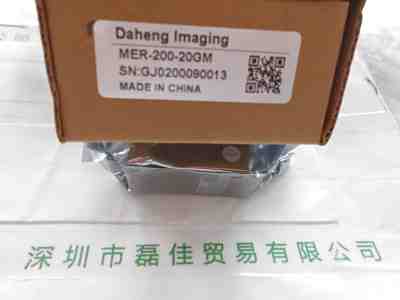 Daheng Imaging
MER-200-20GM
SN:GJ0200090013
MADE IN CHINA
深圳市磊佳贸易有限公司